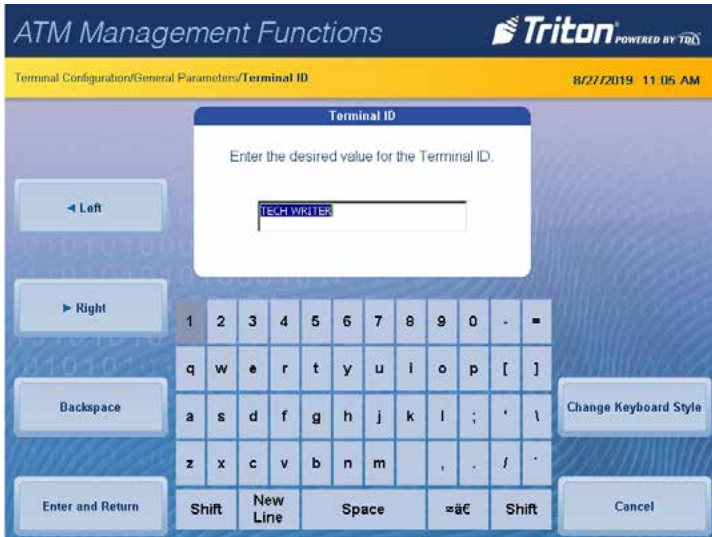 ATM Management Functions
Triton POWERED BY TDL
Terminal Configuration/General Parameters/Terminal ID
8/27/2019 11:05 AM
Terminal ID
Enter the desired value for the Terminal ID.
TECH WRITER
◄ Left
► Right
Backspace
Enter and Return
1 2 3 4 5 6 7 8 9 0 - =
q w e r t y u i o p [ ]
a s d f g h j k l ; ' \
z x c v b n m , . /
Shift New Line Space ≈ä€ Shift
Change Keyboard Style
Cancel